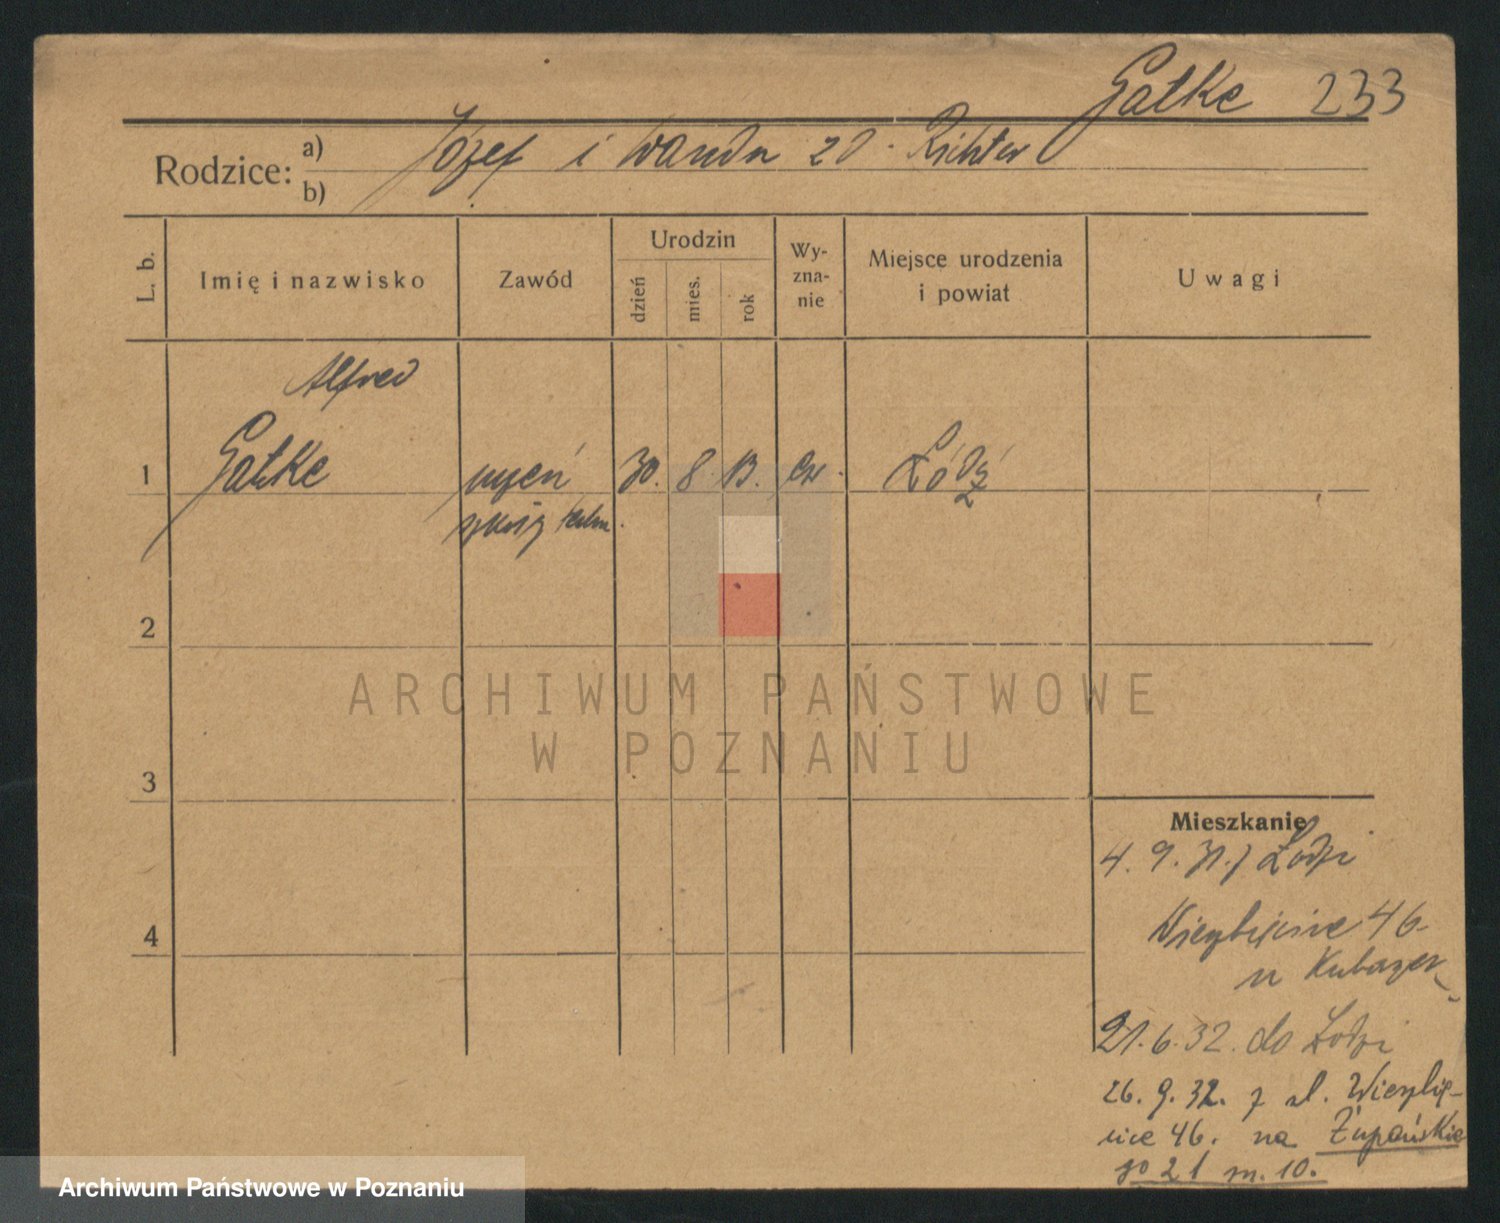 Gatke 233
Rodzice: a) Józef i Wanda zd. Richter
b)
L. b.
Imię i nazwisko
Zawód
Urodzin
dzień
mies.
rok
Wy-
zna-
nie
Miejsce urodzenia
i powiat
Uwagi
Alfred
1 Gatke uczeń 30. 8. 13. ew. Łódź
szkoły techn.
2
3
4
Mieszkanie
4. 9. 31. z Łodzi
Wierzbięcice 46
u
21.6.32. do Łodzi
26. 9. 32. z ul. Wierzbię-
cice 46. na Żupańskie
go 21 m. 10.
ARCHIWUM PAŃSTWOWE
W POZNANIU
Archiwum Państwowe w Poznaniu